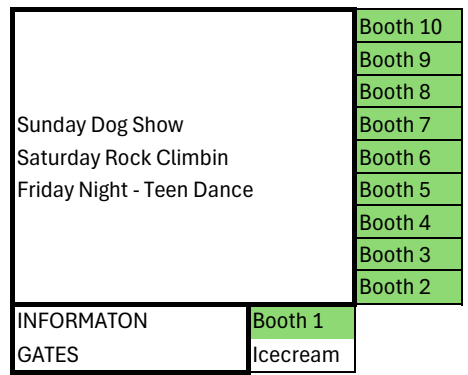 Booth 10
Booth 9
Booth 8
Sunday Dog Show Booth 7
Saturday Rock Climbin Booth 6
Friday Night - Teen Dance Booth 5
Booth 4
Booth 3
Booth 2
INFORMATON Booth 1
GATES Icecream